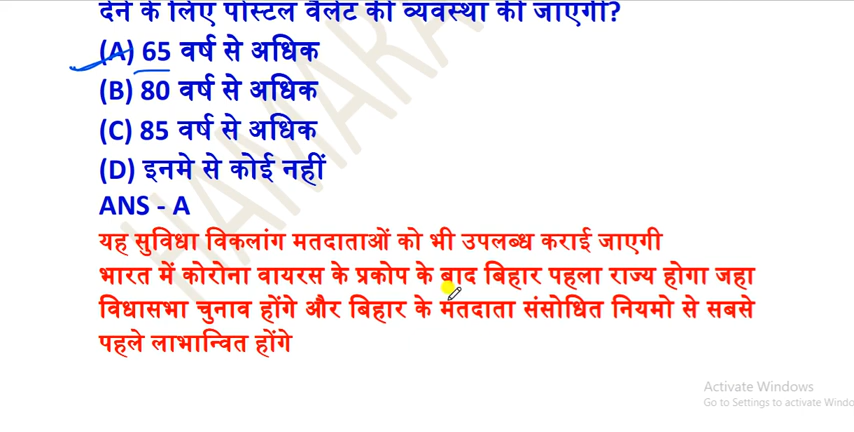 देने के लिए पोस्टल वैलेट की व्यवस्था की जाएगी?
(A) 65 वर्ष से अधिक
(B) 80 वर्ष से अधिक
(C) 85 वर्ष से अधिक
(D) इनमे से कोई नहीं
ANS - A
यह सुविधा विकलांग मतदाताओं को भी उपलब्ध कराई जाएगी
भारत में कोरोना वायरस के प्रकोप के बाद बिहार पहला राज्य होगा जहा
विधासभा चुनाव होंगे और बिहार के मतदाता संसोधित नियमो से सबसे
पहले लाभान्वित होंगे
HAMARA
Activate Windows
Go to Settings to activate Windo